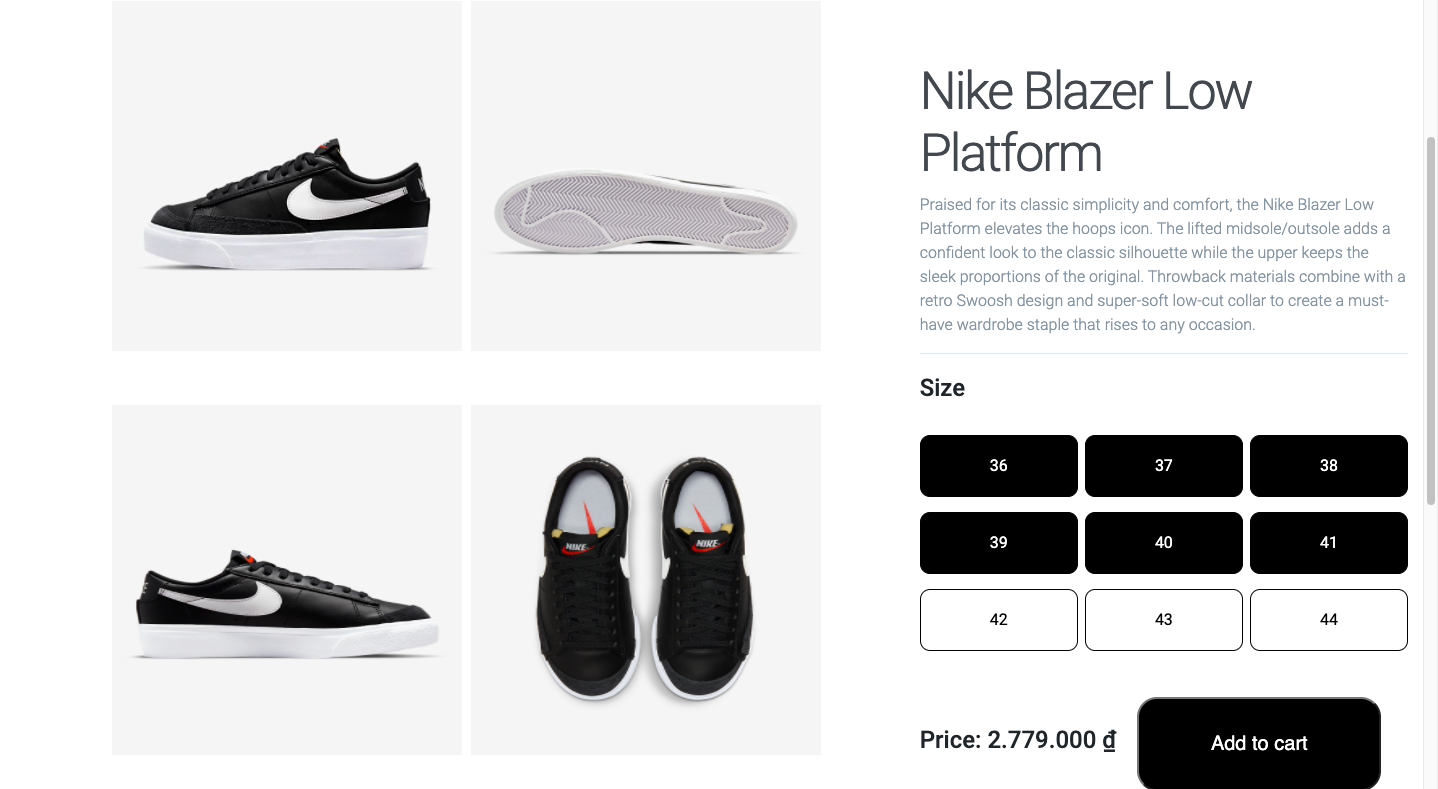 Nike Blazer Low
Platform
Praised for its classic simplicity and comfort, the Nike Blazer Low
Platform elevates the hoops icon. The lifted midsole/outsole adds a
confident look to the classic silhouette while the upper keeps the
sleek proportions of the original. Throwback materials combine with a
retro Swoosh design and super-soft low-cut collar to create a must-
have wardrobe staple that rises to any occasion.
Size
36 37 38
39 40 41
42 43 44
Price: 2.779.000 ₫ Add to cart
NIKE NIKE